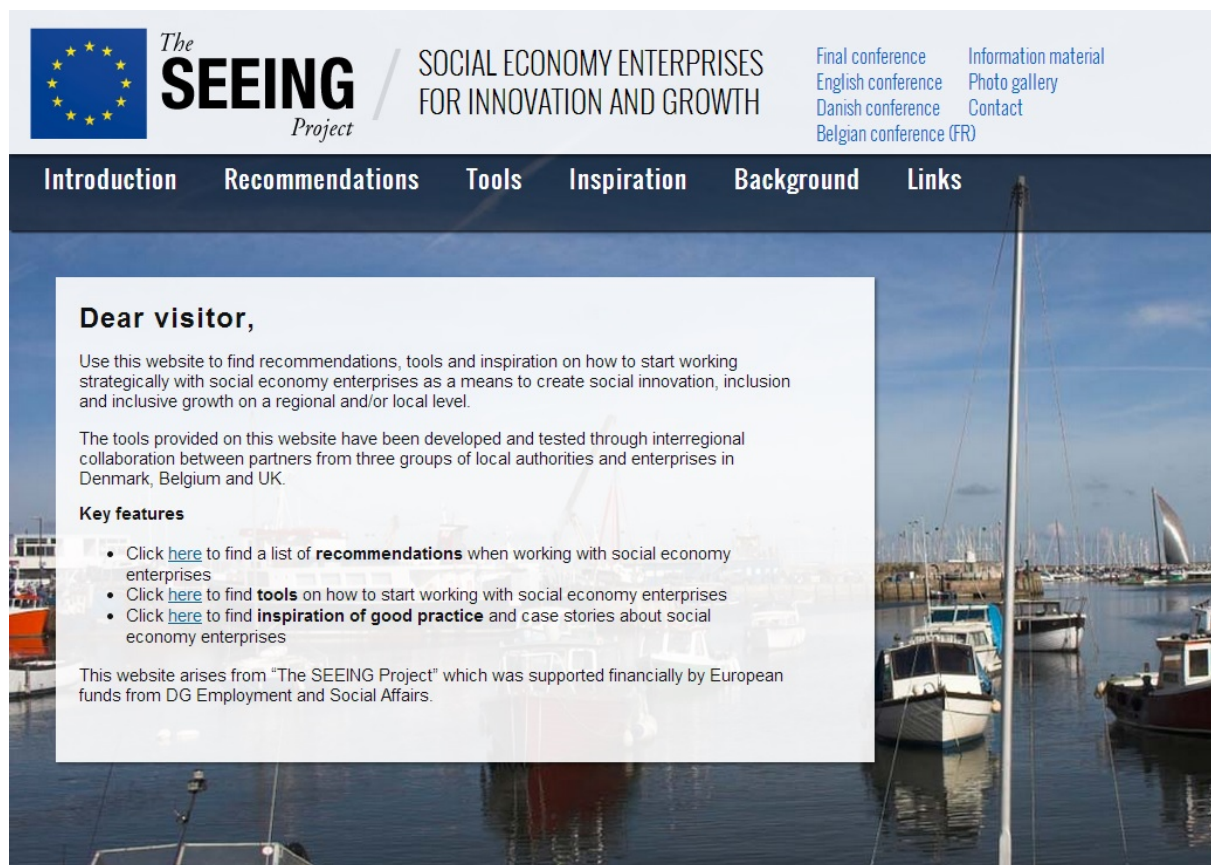 The
SEEING
Project
SOCIAL ECONOMY ENTERPRISES
FOR INNOVATION AND GROWTH
Final conference
English conference
Danish conference
Belgian conference (FR)
Information material
Photo gallery
Contact
Introduction Recommendations Tools Inspiration Background Links
Dear visitor,
Use this website to find recommendations, tools and inspiration on how to start working
strategically with social economy enterprises as a means to create social innovation, inclusion
and inclusive growth on a regional and/or local level.
The tools provided on this website have been developed and tested through interregional
collaboration between partners from three groups of local authorities and enterprises in
Denmark, Belgium and UK.
Key features
• Click here to find a list of recommendations when working with social economy
enterprises
• Click here to find tools on how to start working with social economy enterprises
• Click here to find inspiration of good practice and case stories about social
economy enterprises
This website arises from “The SEEING Project” which was supported financially by European
funds from DG Employment and Social Affairs.